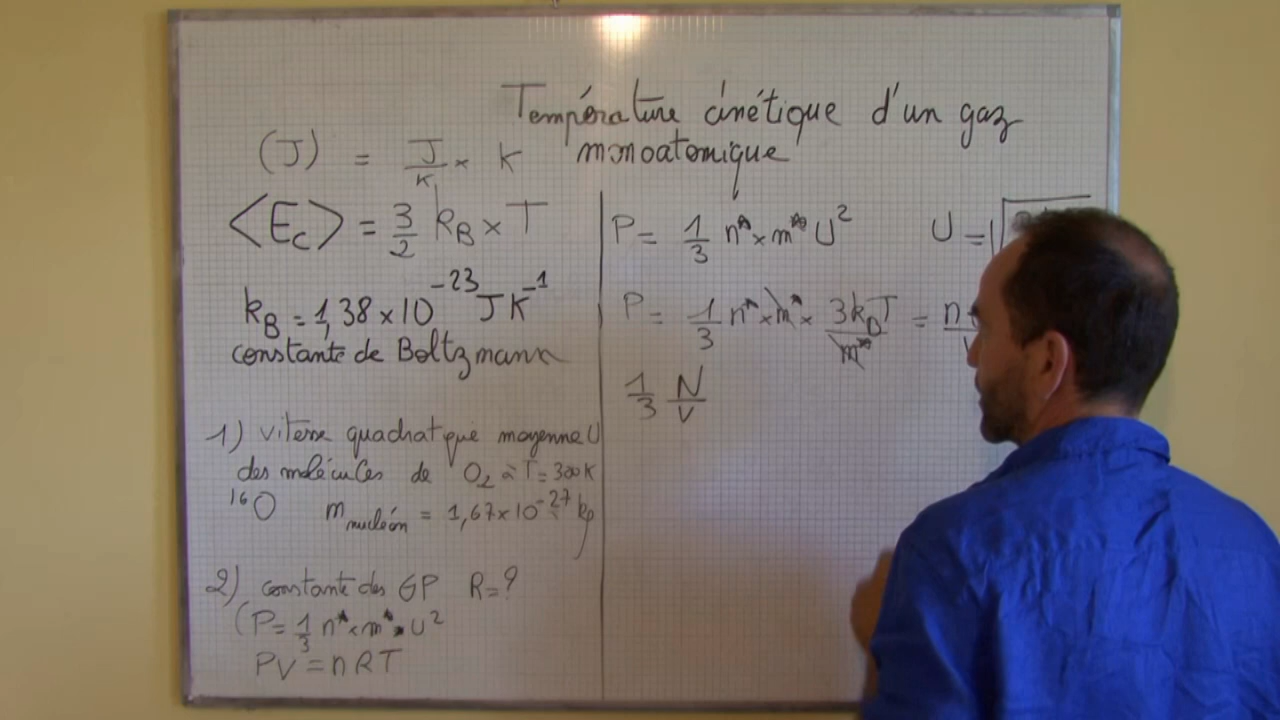 Température cinétique d'un gaz
monoatomique
(J) = J/K × K
<Ec> = 3/2 kB × T
kB = 1,38 × 10^-23 J K^-1
constante de Boltzmann
1) vitesse quadratique moyenne U
des molécules de O2 à T = 300K
16O m nucléon = 1,67 × 10^-27 kg
2) constante des GP R = ?
(P = 1/3 n* × m* × U^2
PV = nRT
P = 1/3 n* × m* U^2 U = √
P = 1/3 n* × m* × 3kBT/m* =
1/3 N/V